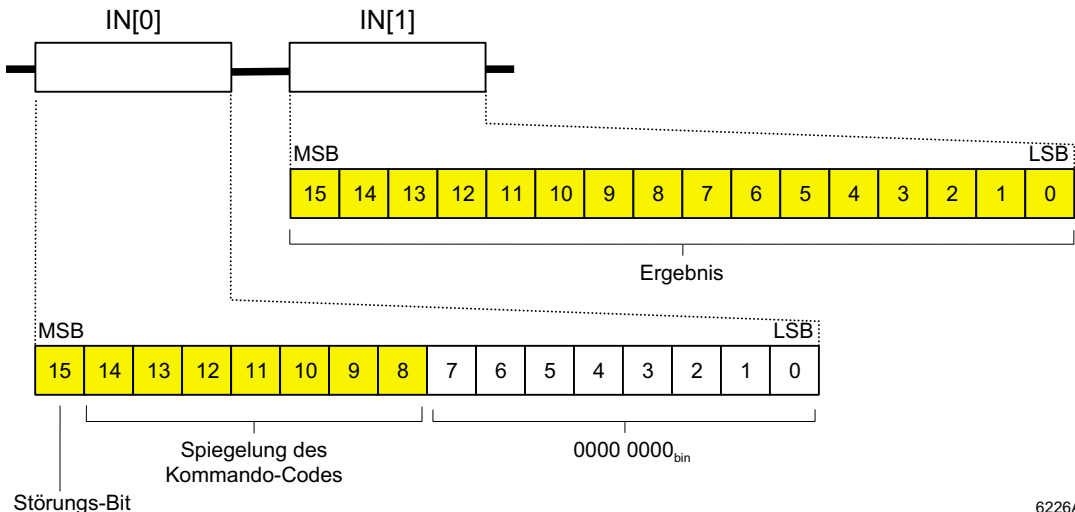 IN[0] IN[1]
MSB LSB
15 14 13 12 11 10 9 8 7 6 5 4 3 2 1 0
Ergebnis
MSB LSB
15 14 13 12 11 10 9 8 7 6 5 4 3 2 1 0
Spiegelung des
Kommando-Codes
0000 0000bin
Störungs-Bit
6226A